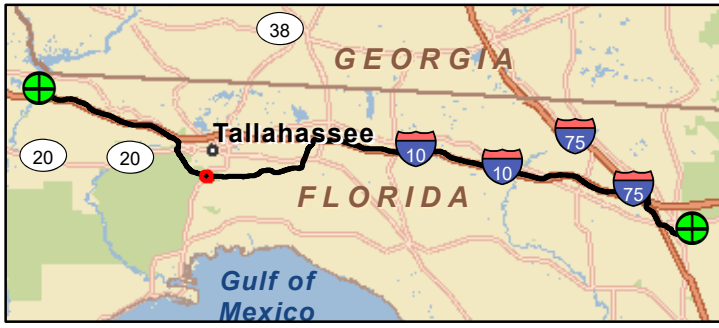 38
GEORGIA
Tallahassee
75
20
20
10
10
FLORIDA
75
Gulf of
Mexico